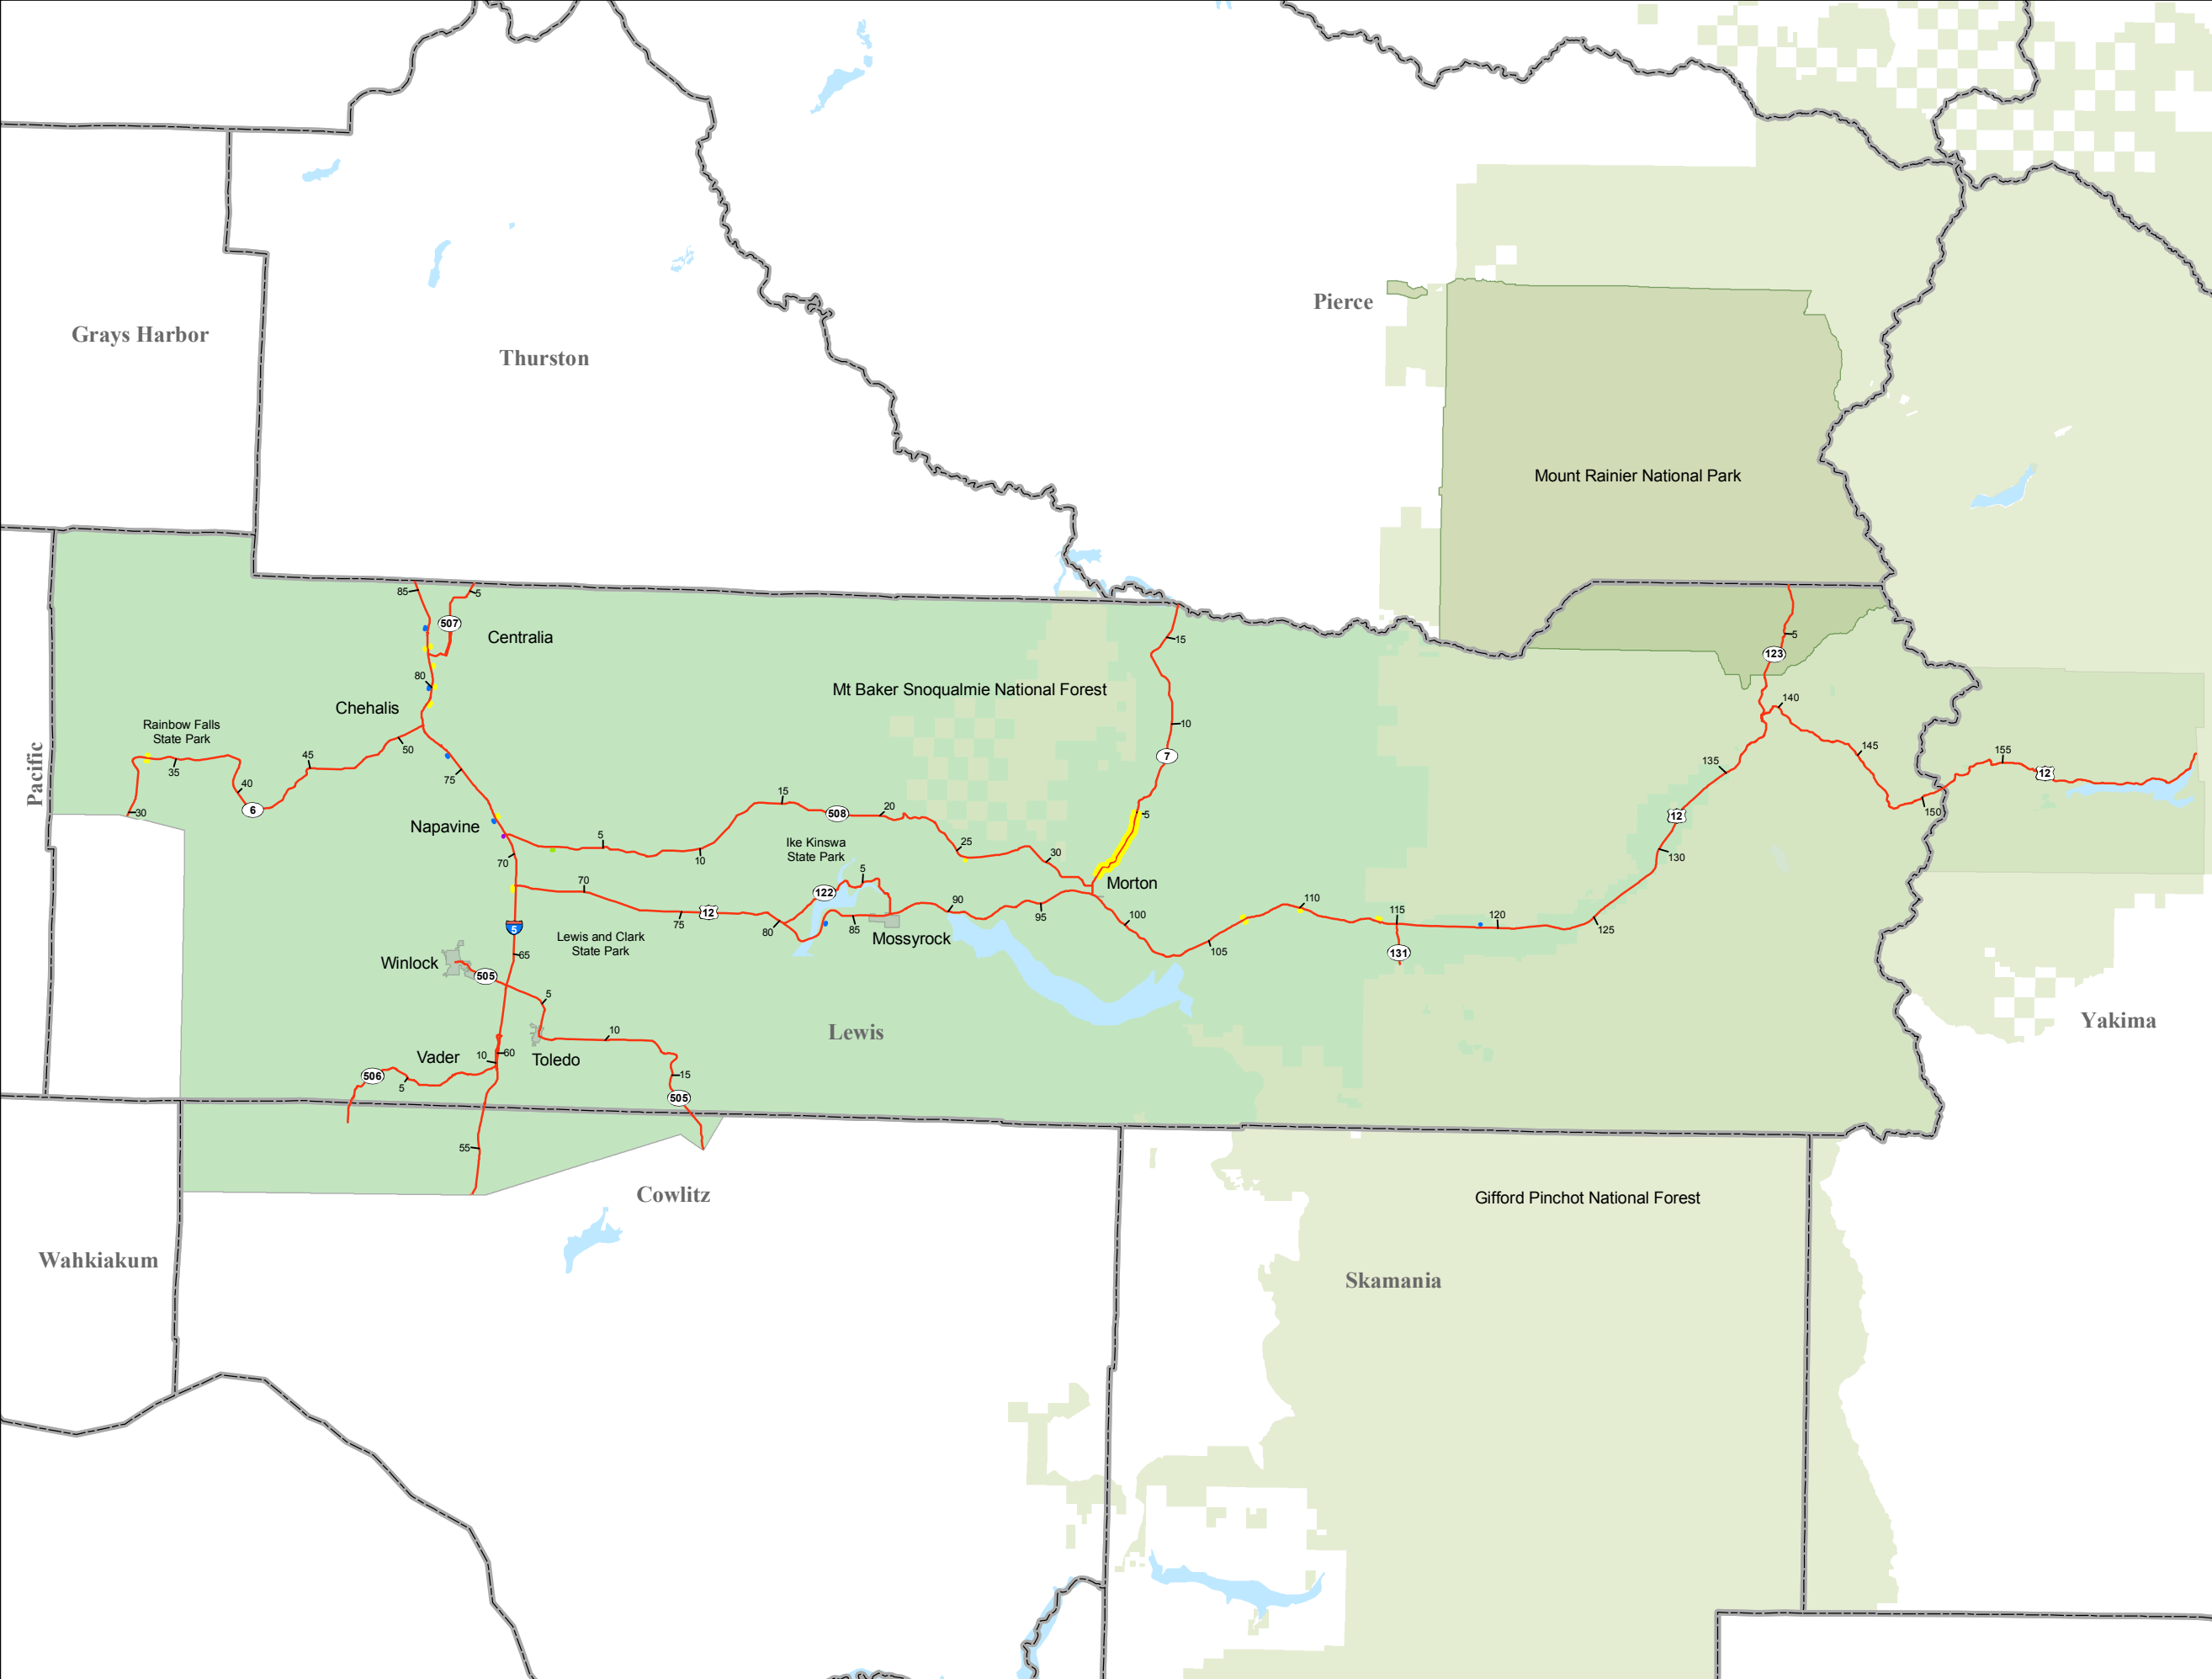 Pierce
Grays Harbor
Thurston
Mount Rainier National Park
85
5
507
Centralia
15
5
123
80
Mt Baker Snoqualmie National Forest
140
Chehalis
10
Rainbow Falls
State Park
50
45
145
155
12
7
35
75
135
Pacific
40
6
30
15
508
20
5
12
150
Napavine
5
Ike Kinswa
State Park
25
10
30
130
70
5
Morton
70
122
90
110
75
12
95
100
115
120
80
85
125
5
Lewis and Clark
State Park
Mossyrock
105
131
65
Winlock
505
5
Yakima
10
Lewis
Vader
10
60
Toledo
506
5
15
505
55
Cowlitz
Gifford Pinchot National Forest
Wahkiakum
Skamania